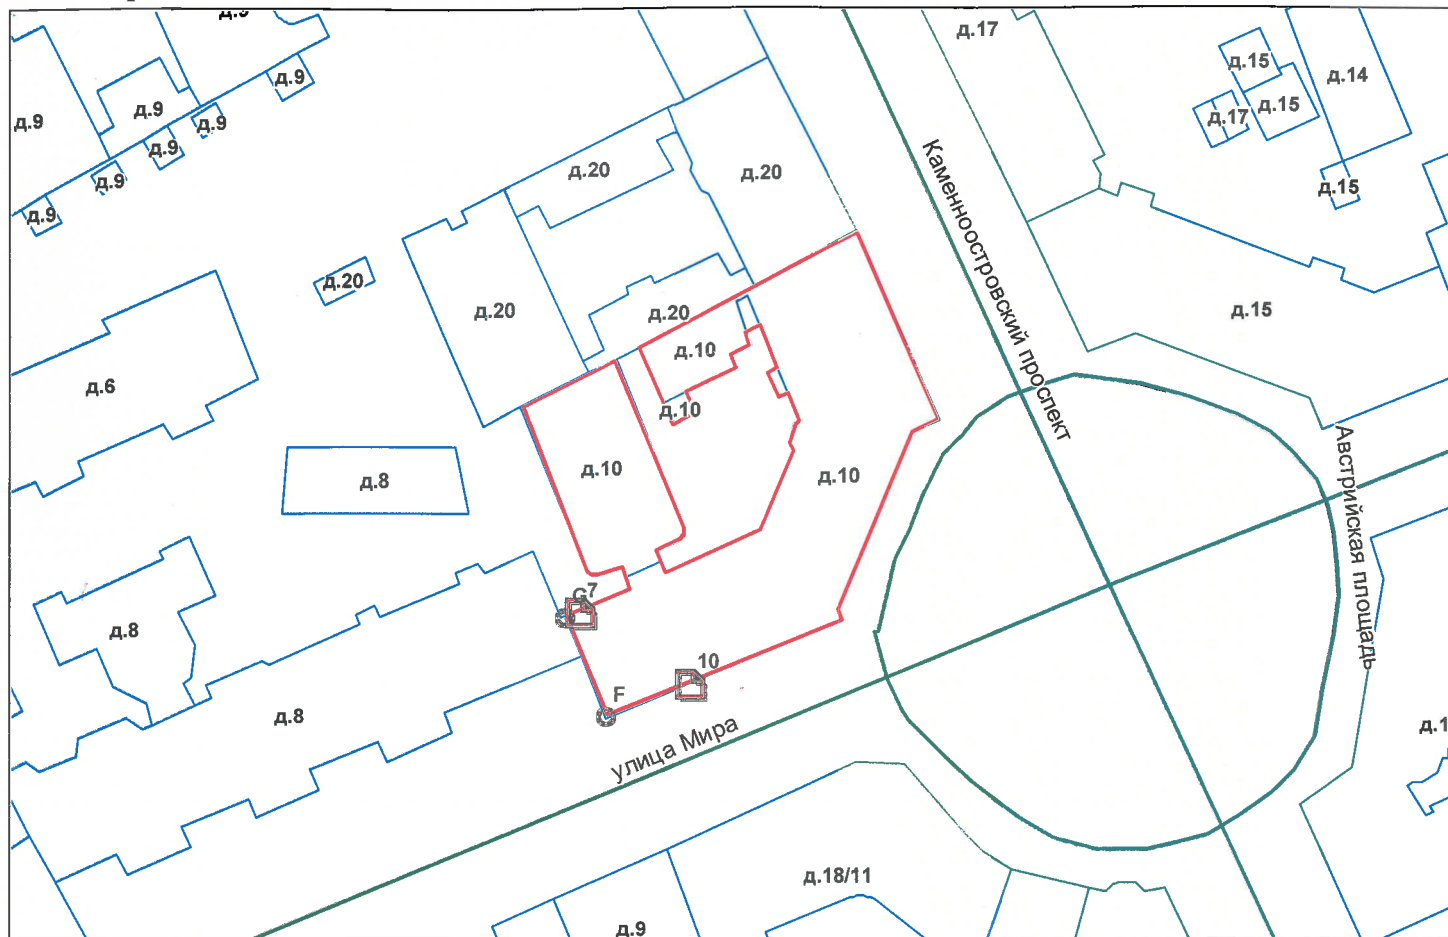 д.9
д.17
д.15
д.14
д.9
д.9
д.15
д.9
д.9
д.17
д.9
д.20
д.20
д.9
д.15
д.9
Каменноостровский проспект
д.20
д.20
д.20
д.15
д.10
д.6
д.10
Австрийская площадь
д.10
д.10
д.8
G
7
д.8
10
F
д.8
улица Мира
д.1
д.18/11
д.9